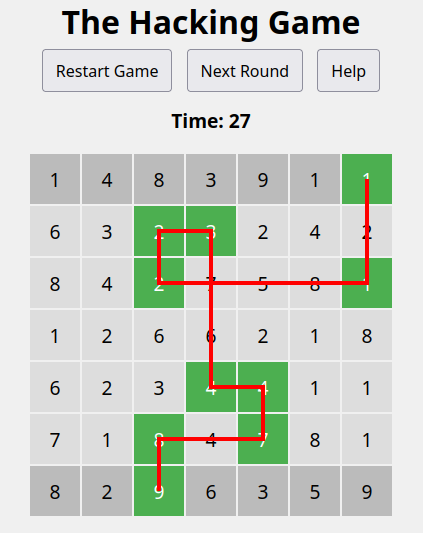 The Hacking Game
Restart Game Next Round Help
Time: 27
1 4 8 3 9 1 1
6 3 2 3 2 4 2
8 4 2 7 5 8 1
1 2 6 6 2 1 8
6 2 3 4 4 1 1
7 1 8 4 7 8 1
8 2 9 6 3 5 9